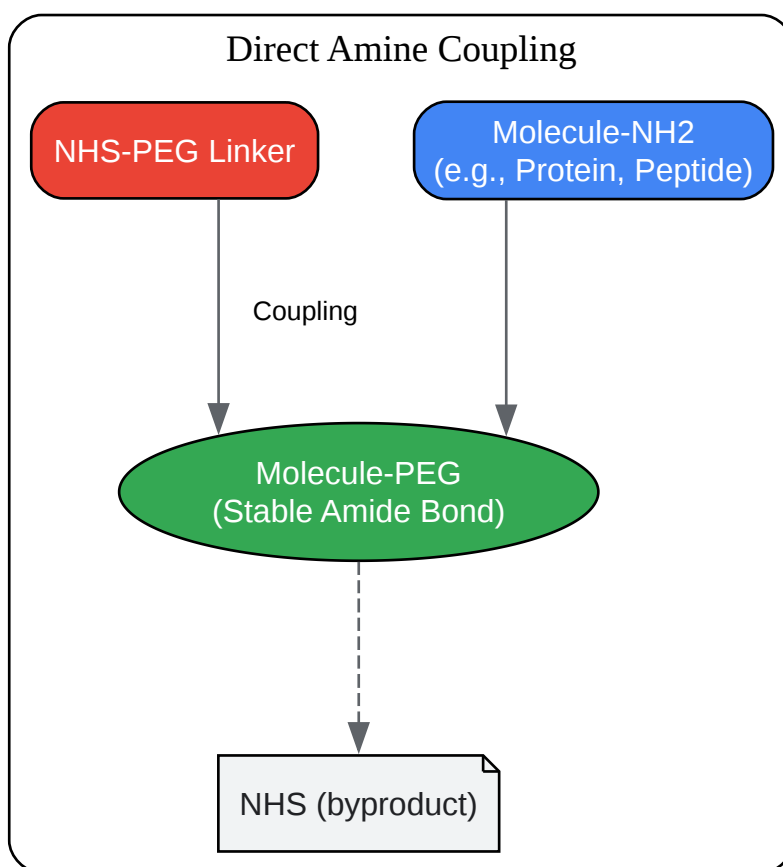 Direct Amine Coupling
NHS-PEG Linker
Molecule-NH2
(e.g., Protein, Peptide)
Coupling
Molecule-PEG
(Stable Amide Bond)
NHS (byproduct)